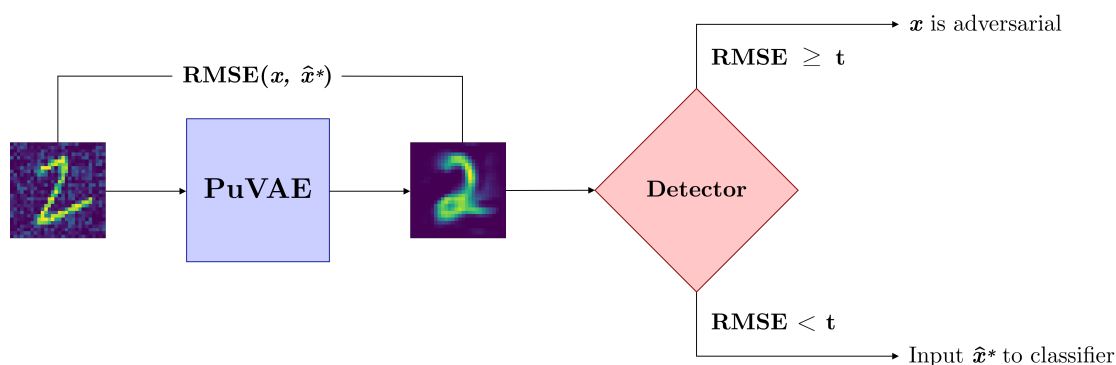 x is adversarial
RMSE ≥ t
RMSE(x, x̂*)
PuVAE
Detector
RMSE < t
Input x̂* to classifier